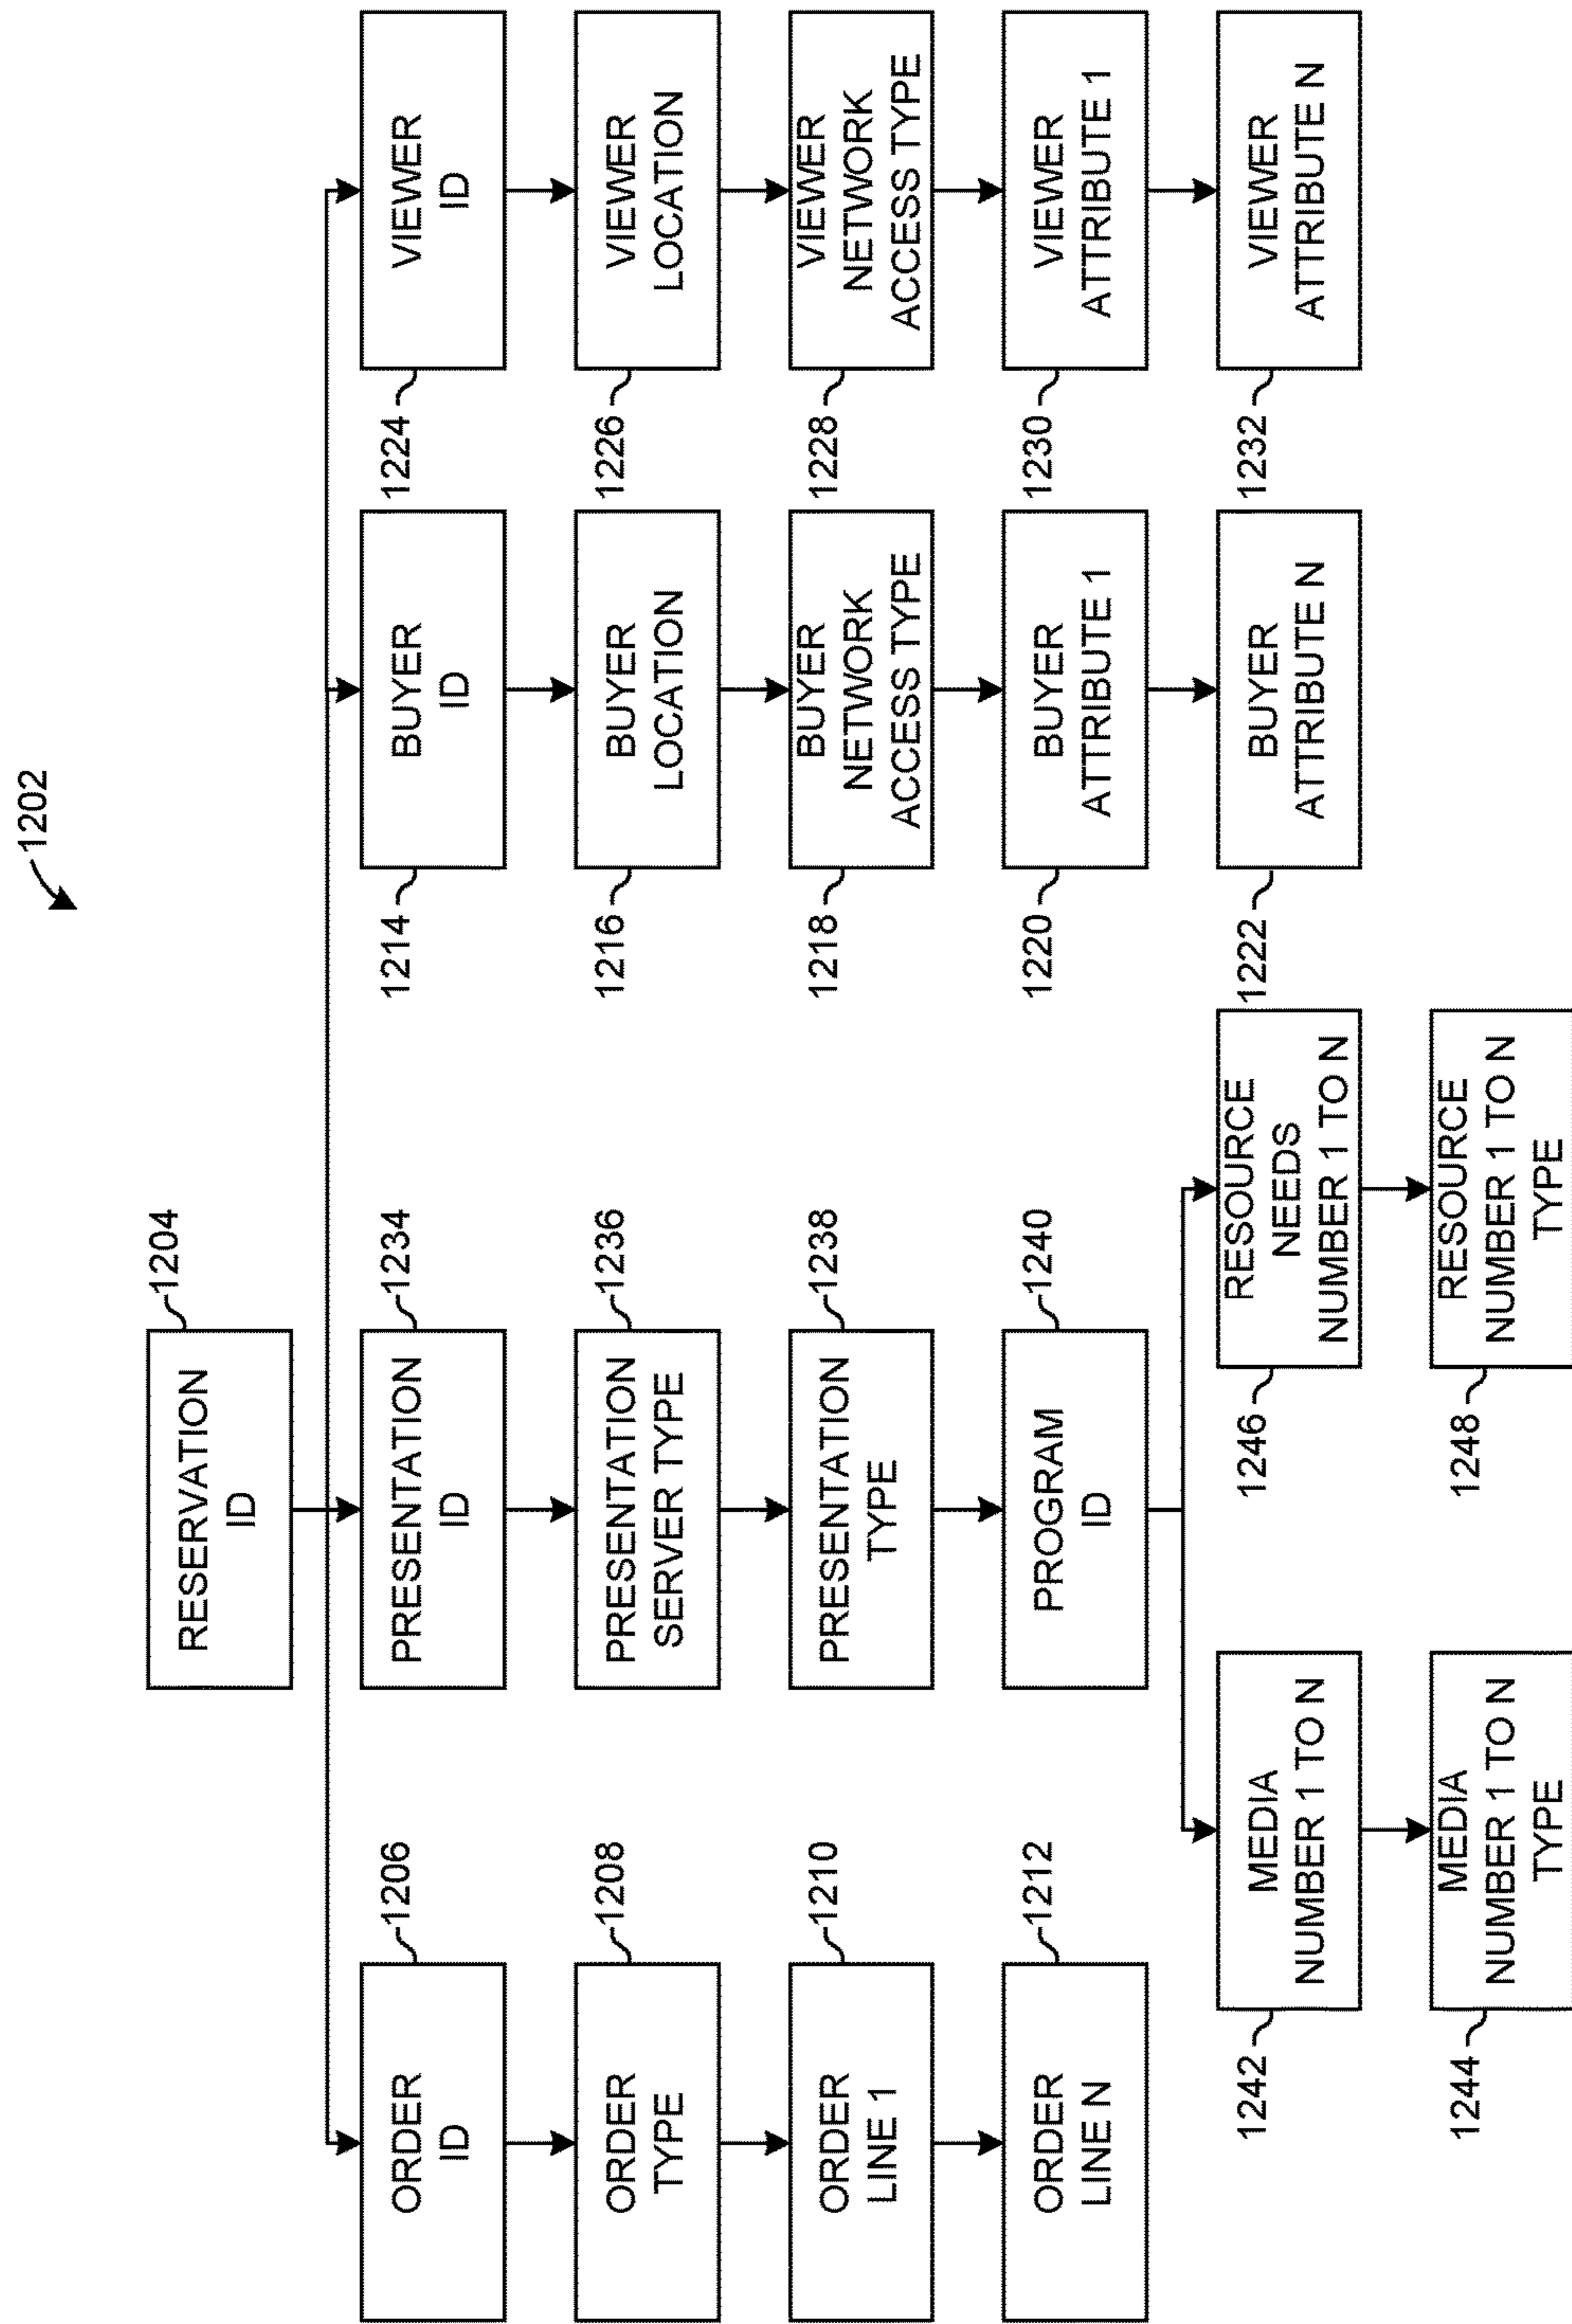 1202
RESERVATION
ID
1204
ORDER
ID
1206
ORDER
TYPE
1208
ORDER
LINE 1
1210
ORDER
LINE N
1212
PRESENTATION
ID
1234
PRESENTATION
SERVER TYPE
1236
PRESENTATION
TYPE
1238
PROGRAM
ID
1240
1242
MEDIA
NUMBER 1 TO N
1244
MEDIA
NUMBER 1 TO N
TYPE
1246
RESOURCE
NEEDS
NUMBER 1 TO N
1248
RESOURCE
NUMBER 1 TO N
TYPE
1214
BUYER
ID
1216
BUYER
LOCATION
1218
BUYER
NETWORK
ACCESS TYPE
1220
BUYER
ATTRIBUTE 1
1222
BUYER
ATTRIBUTE N
1224
VIEWER
ID
1226
VIEWER
LOCATION
1228
VIEWER
NETWORK
ACCESS TYPE
1230
VIEWER
ATTRIBUTE 1
1232
VIEWER
ATTRIBUTE N